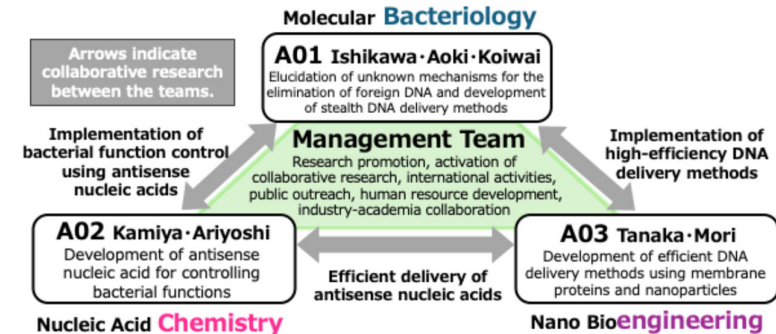 Molecular Bacteriology
Arrows indicate
collaborative research
between the teams.
A01 Ishikawa・Aoki・Koiwai
Elucidation of unknown mechanisms for the
elimination of foreign DNA and development
of stealth DNA delivery methods
Implementation of
bacterial function control
using antisense
nucleic acids
Management Team
Research promotion, activation of
collaborative research, international activities,
public outreach, human resource development,
industry-academia collaboration
Implementation of
high-efficiency DNA
delivery methods
A02 Kamiya・Ariyoshi
Development of antisense
nucleic acid for controlling
bacterial functions
Efficient delivery of
antisense nucleic acids
A03 Tanaka・Mori
Development of efficient DNA
delivery methods using membrane
proteins and nanoparticles
Nucleic Acid Chemistry
Nano Bioengineering